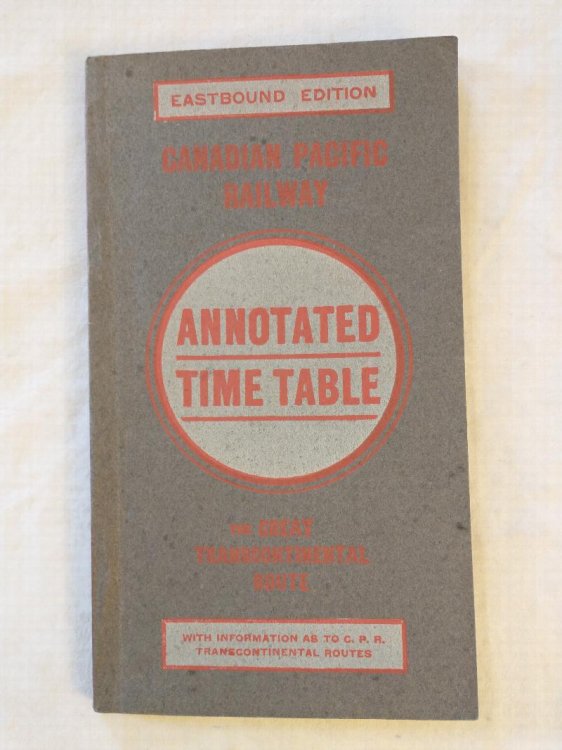 EASTBOUND EDITION
CANADIAN PACIFIC
RAILWAY
ANNOTATED
TIME TABLE
THE GREAT
TRANSCONTINENTAL
ROUTE
WITH INFORMATION AS TO C. P. R.
TRANSCONTINENTAL ROUTES